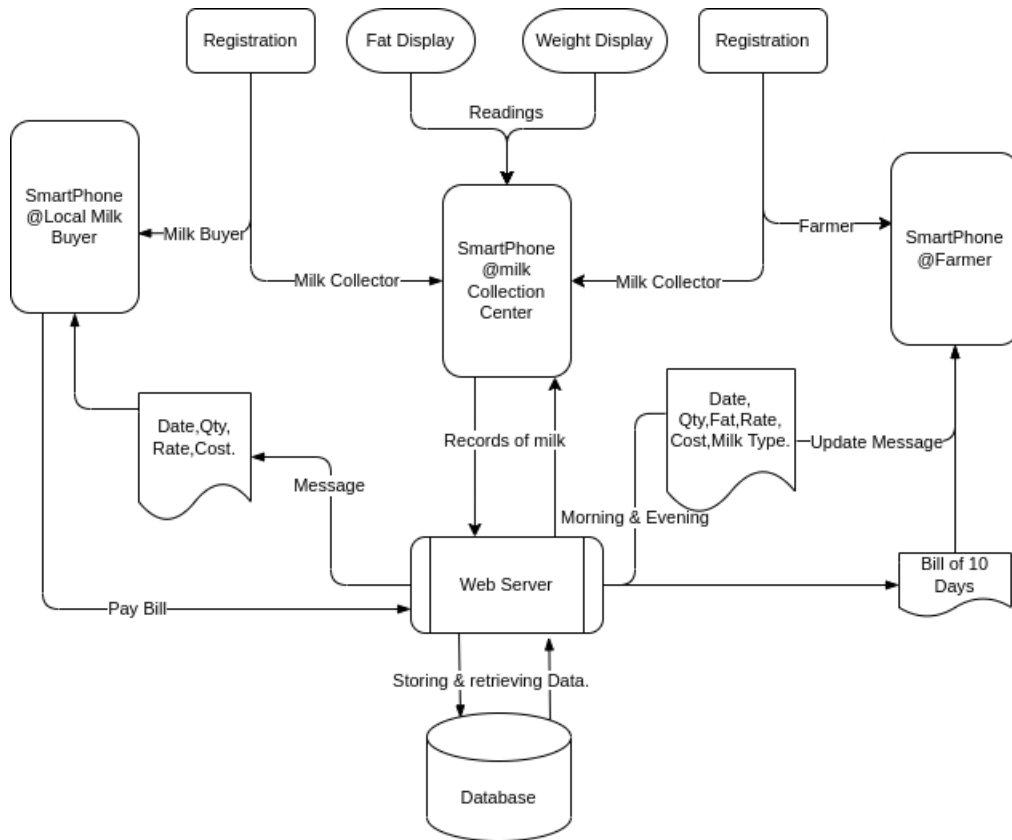 Registration
Fat Display
Weight Display
Registration
Readings
SmartPhone
@Local Milk
Buyer
Milk Buyer
Milk Collector
SmartPhone
@milk
Collection
Center
Milk Collector
Farmer
SmartPhone
@Farmer
Date,Qty,
Rate,Cost.
Message
Records of milk
Date,
Qty,Fat,Rate,
Cost,Milk Type.
Update Message
Morning & Evening
Web Server
Bill of 10
Days
Pay Bill
Storing & retrieving Data.
Database